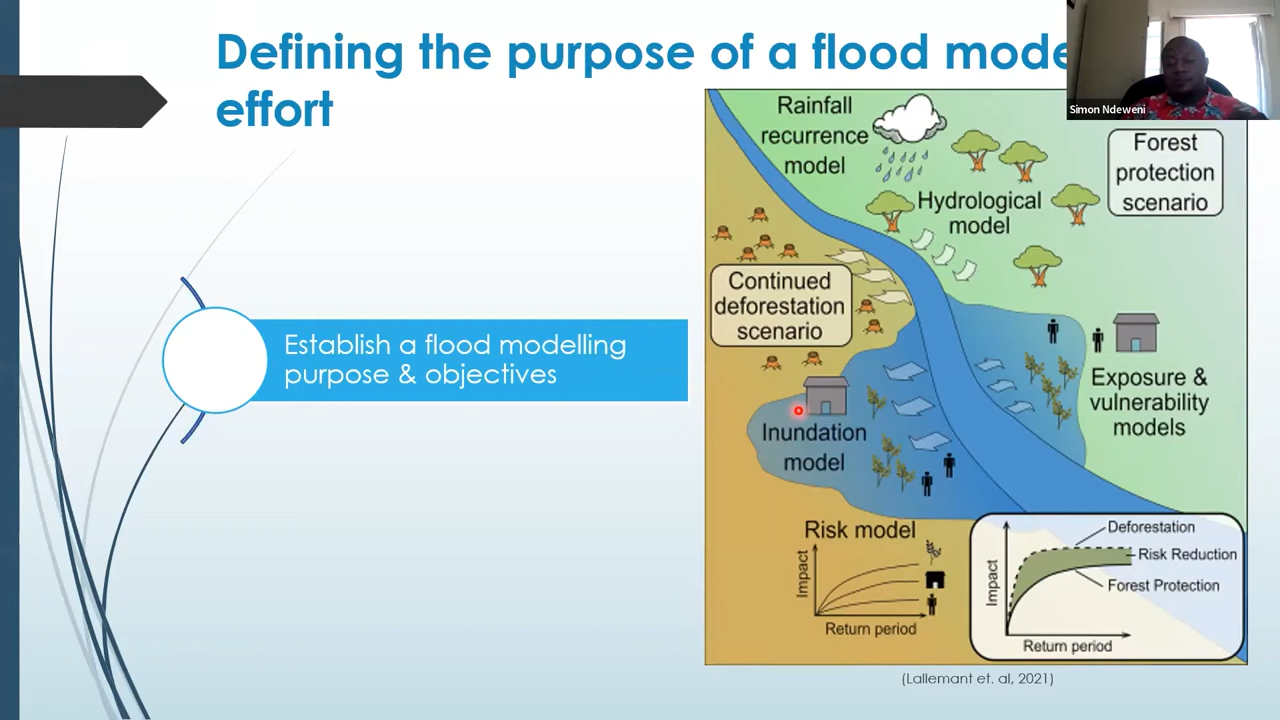 Defining the purpose of a flood mode
effort
Simon Ndeweni
Establish a flood modelling
purpose & objectives
Rainfall
recurrence
model
Forest
protection
scenario
Hydrological
model
Continued
deforestation
scenario
Exposure &
vulnerability
models
Inundation
model
Risk model
Impact
Return period
Deforestation
Risk Reduction
Forest Protection
Impact
Return period
(Lallemant et. al, 2021)